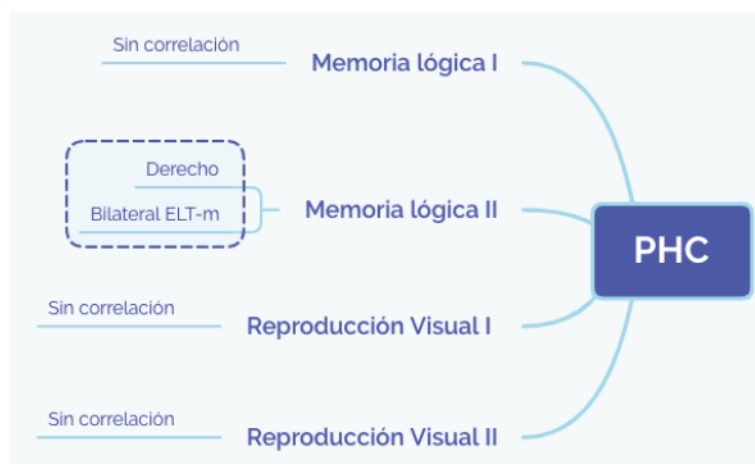 Sin correlación
Memoria lógica I
Derecho
Bilateral ELT-m
Memoria lógica II
PHC
Sin correlación
Reproducción Visual I
Sin correlación
Reproducción Visual II